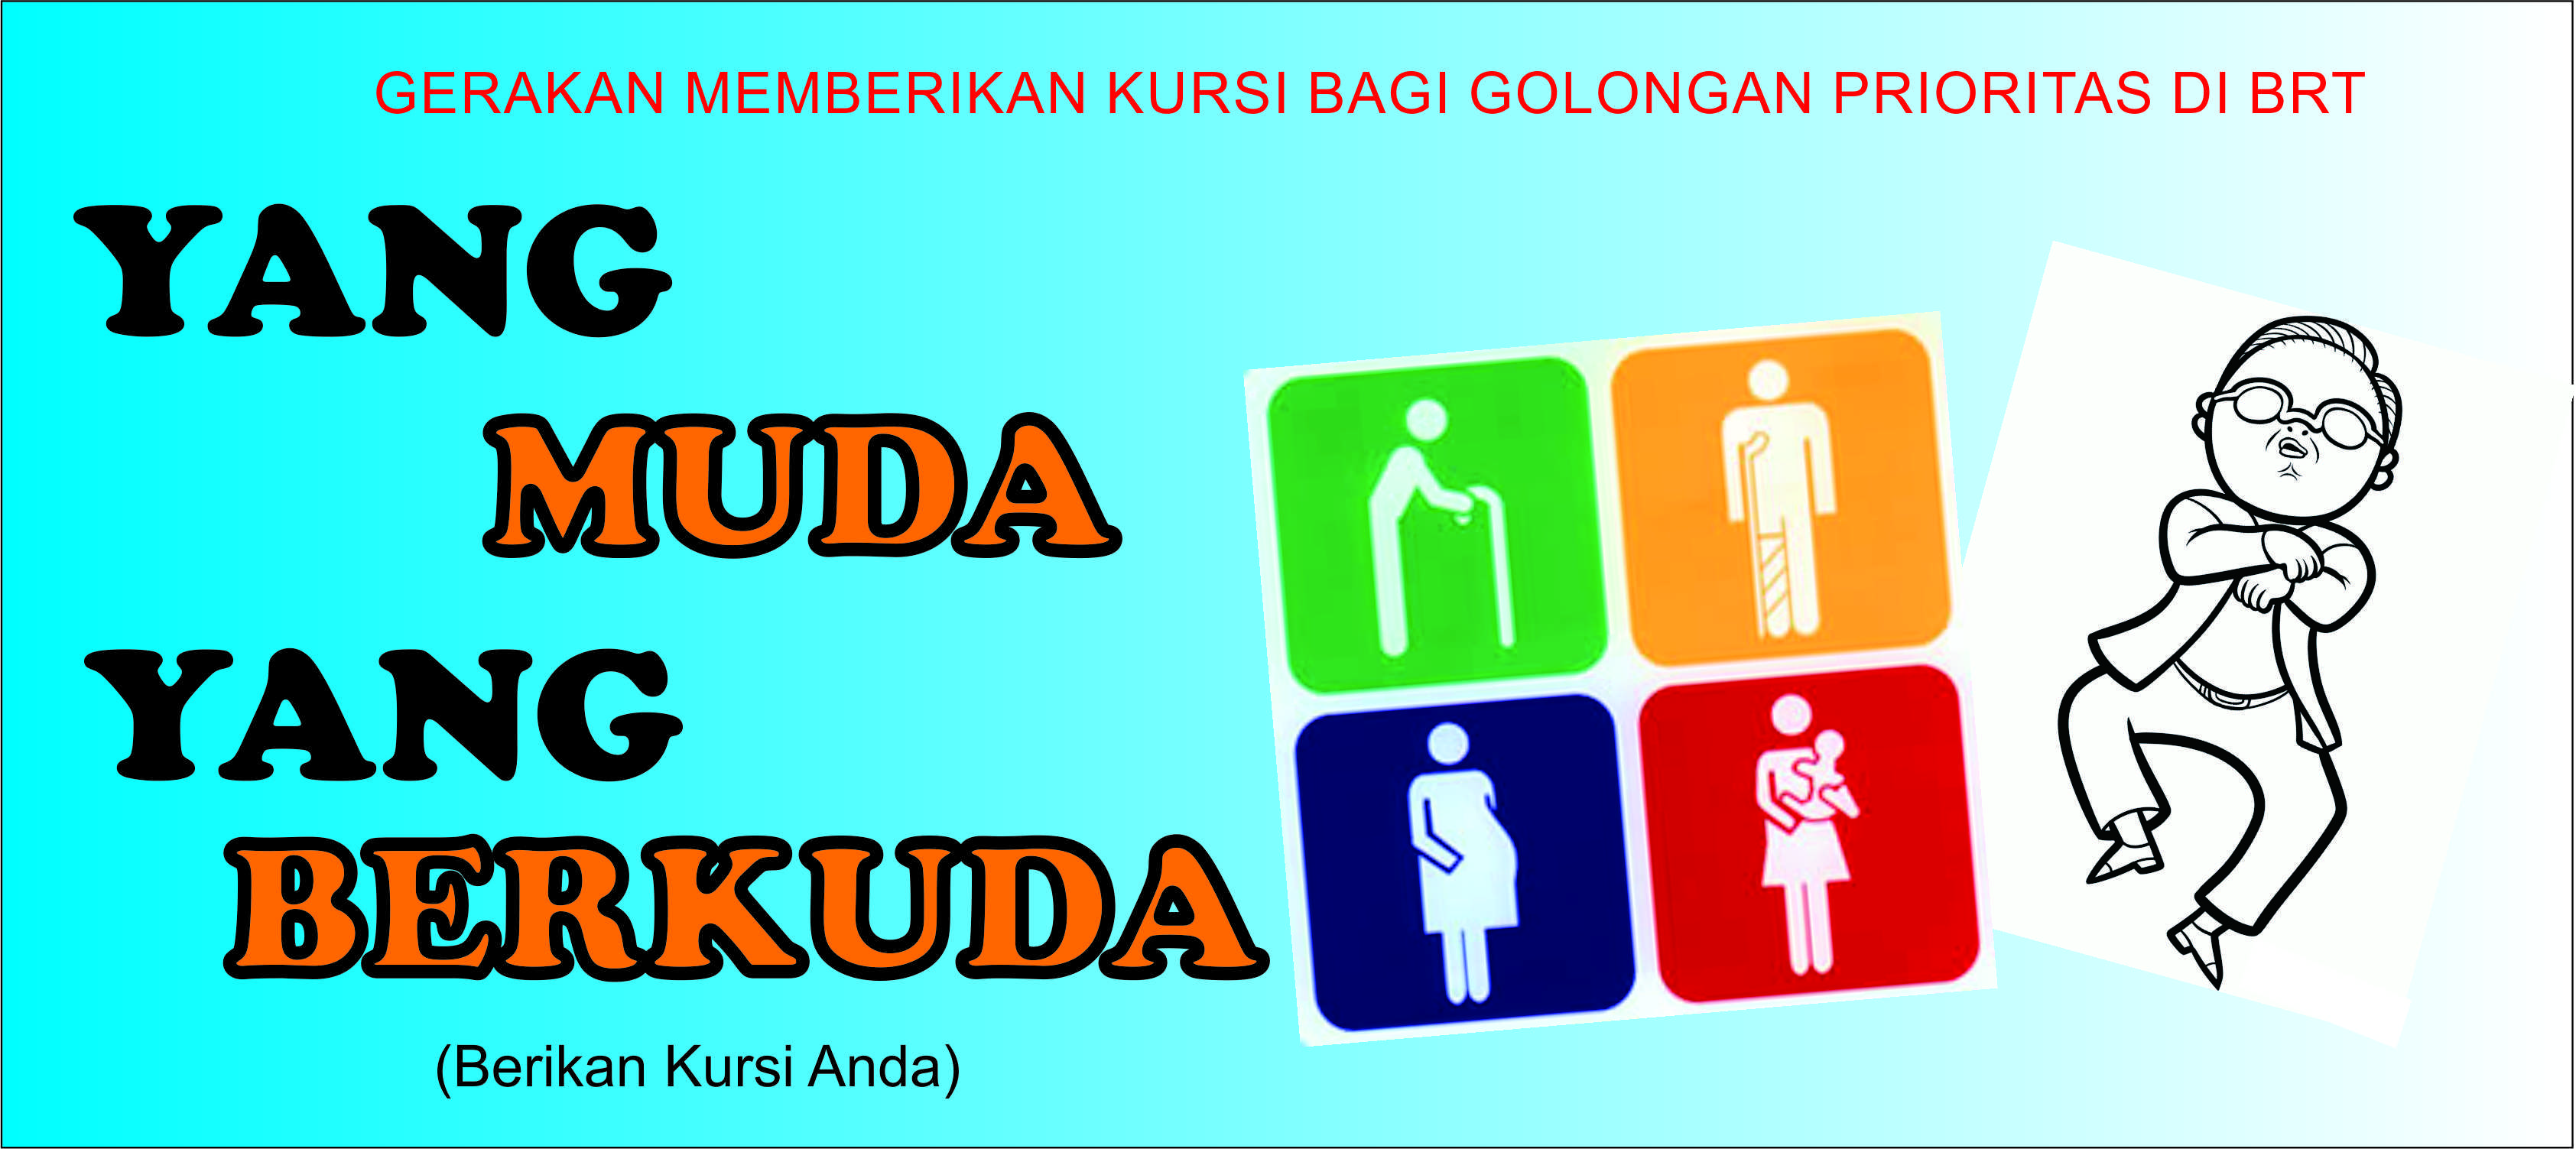 GERAKAN MEMBERIKAN KURSI BAGI GOLONGAN PRIORITAS DI BRT
YANG
MUDA
YANG
BERKUDA
(Berikan Kursi Anda)